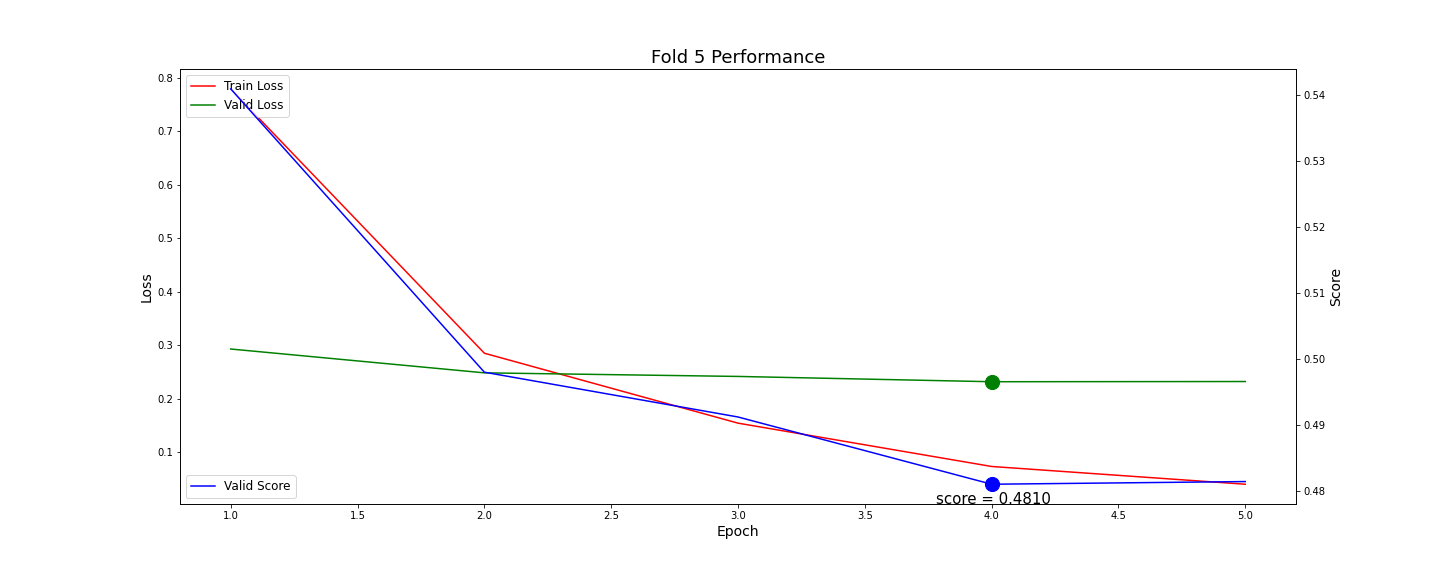 Fold 5 Performance
Train Loss
Valid Loss
Valid Score
score = 0.4810
Loss
0.8
0.7
0.6
0.5
0.4
0.3
0.2
0.1
Score
0.54
0.53
0.52
0.51
0.50
0.49
0.48
1.0 1.5 2.0 2.5 3.0 3.5 4.0 4.5 5.0
Epoch